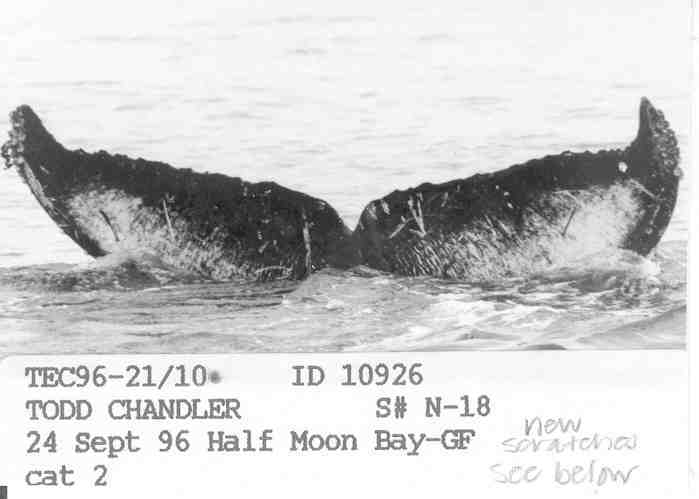 TEC96-21/10 ID 10926
TODD CHANDLER S# N-18
24 Sept 96 Half Moon Bay-GF
cat 2
new
scratches
see below